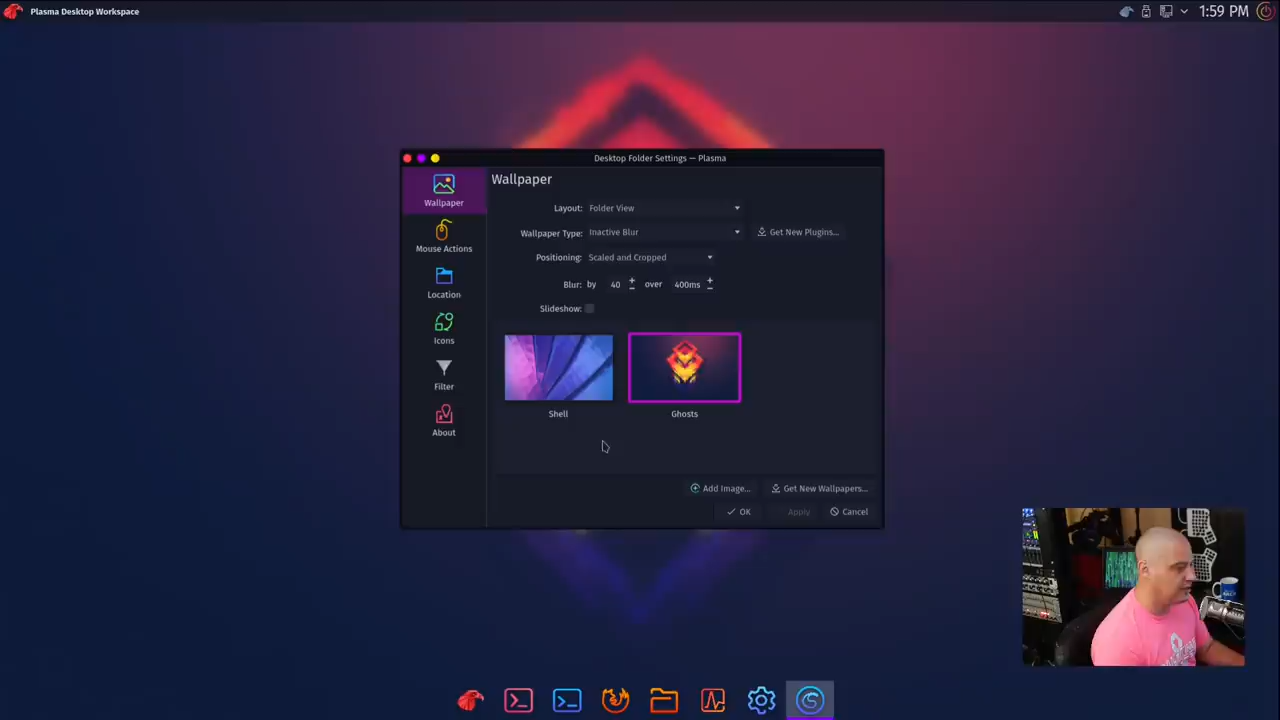 Plasma Desktop Workspace
1:59 PM
Desktop Folder Settings — Plasma
Wallpaper
Mouse Actions
Location
Icons
Filter
About
Wallpaper
Layout: Folder View
Wallpaper Type: Inactive Blur Get New Plugins...
Positioning: Scaled and Cropped
Blur: by 40 over 400ms
Slideshow:
Shell Ghosts
Add Image... Get New Wallpapers...
OK Apply Cancel